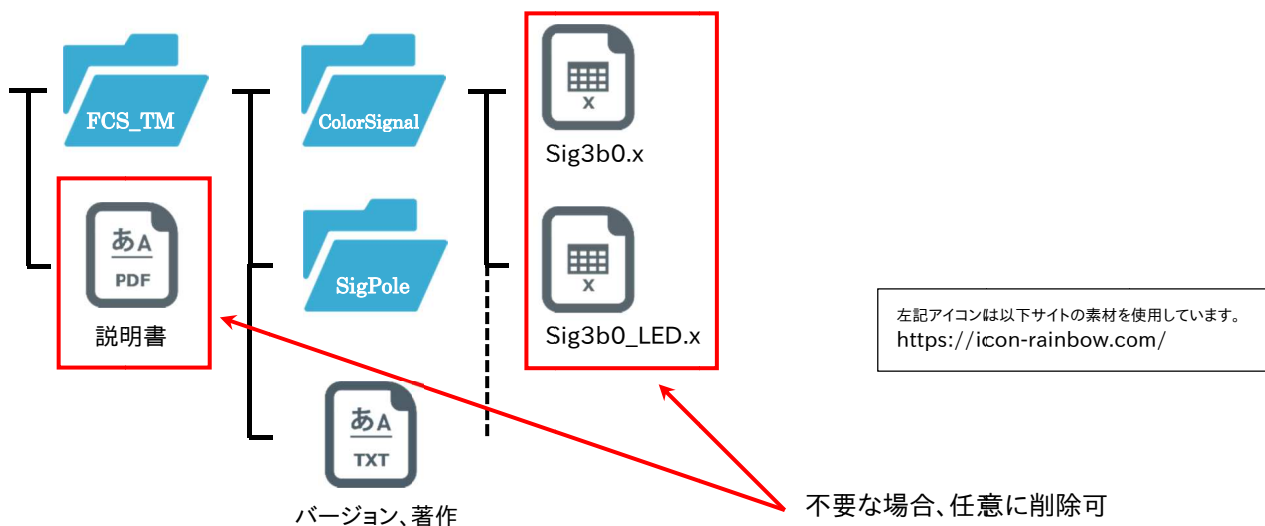 FCS_TM
ColorSignal
X
Sig3b0.x
あA
PDF
説明書
SigPole
X
Sig3b0_LED.x
左記アイコンは以下サイトの素材を使用しています。
https://icon-rainbow.com/
あA
TXT
バージョン、著作
不要な場合、任意に削除可